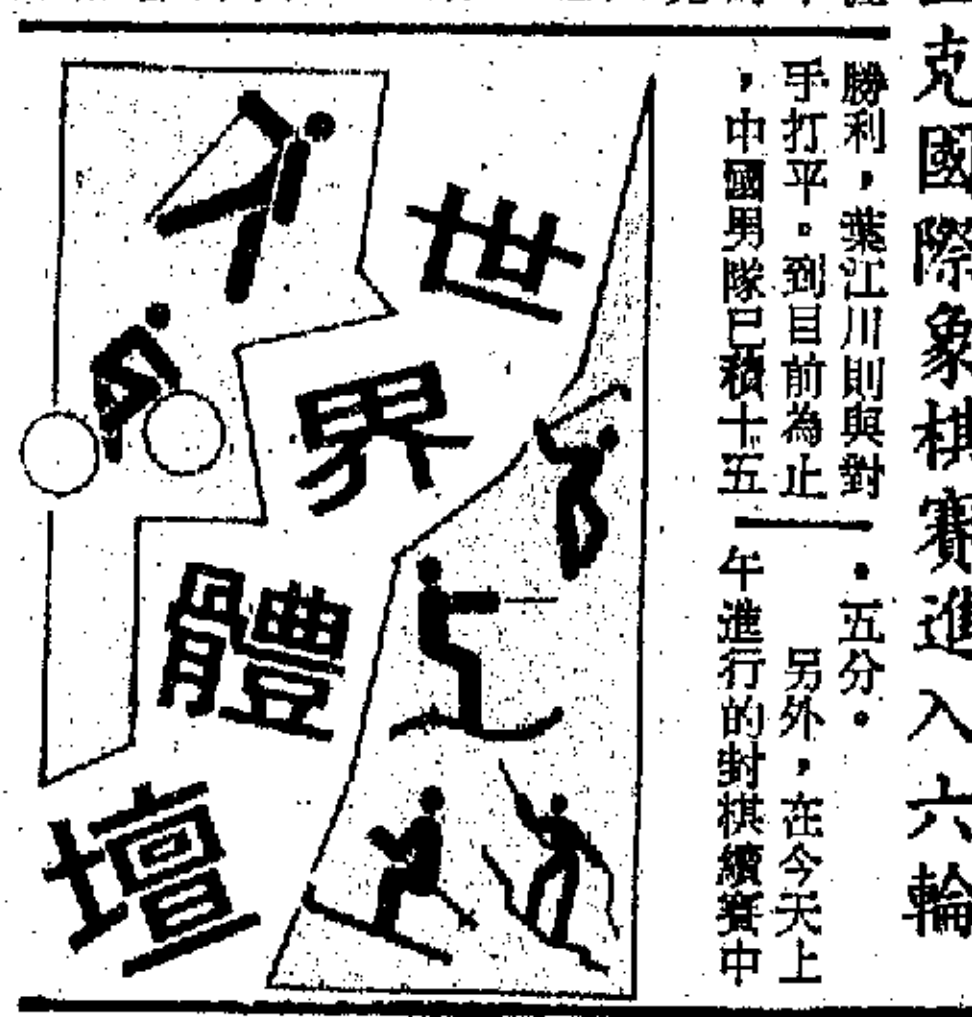 克國際象棋賽進入六輪
勝利，葉江川則與對
手打平。到目前為止
，中國男隊已積十五
．五分。
另外，在今天上
午進行的封棋續賽中
世界體壇